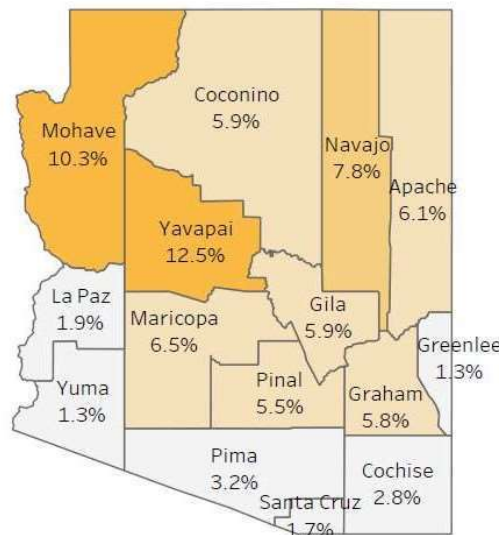 Coconino
5.9%
Mohave
10.3%
Navajo
7.8%
Apache
6.1%
Yavapai
12.5%
La Paz
1.9%
Maricopa
6.5%
Gila
5.9%
Greenlee
1.3%
Yuma
1.3%
Pinal
5.5%
Graham
5.8%
Pima
3.2%
Cochise
2.8%
Santa Cruz
1.7%